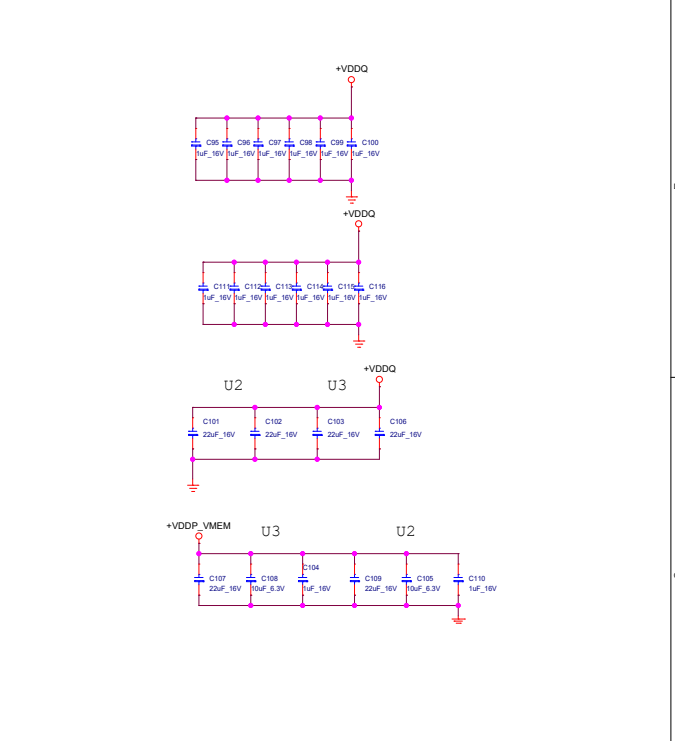 +VDDQ
C95 C96 C97 C98 C99 C100
1uF_16V 1uF_16V 1uF_16V 1uF_16V 1uF_16V 1uF_16V
+VDDQ
C111 C112 C113 C114 C115 C116
1uF_16V 1uF_16V 1uF_16V 1uF_16V 1uF_16V 1uF_16V
+VDDQ
U2 U3
C101 C102 C103 C106
22uF_16V 22uF_16V 22uF_16V 22uF_16V
+VDDP_VMEM
U3 U2
C104
C107 C108 C109 C105 C110
22uF_16V 10uF_6.3V 1uF_16V 22uF_16V 10uF_6.3V 1uF_16V